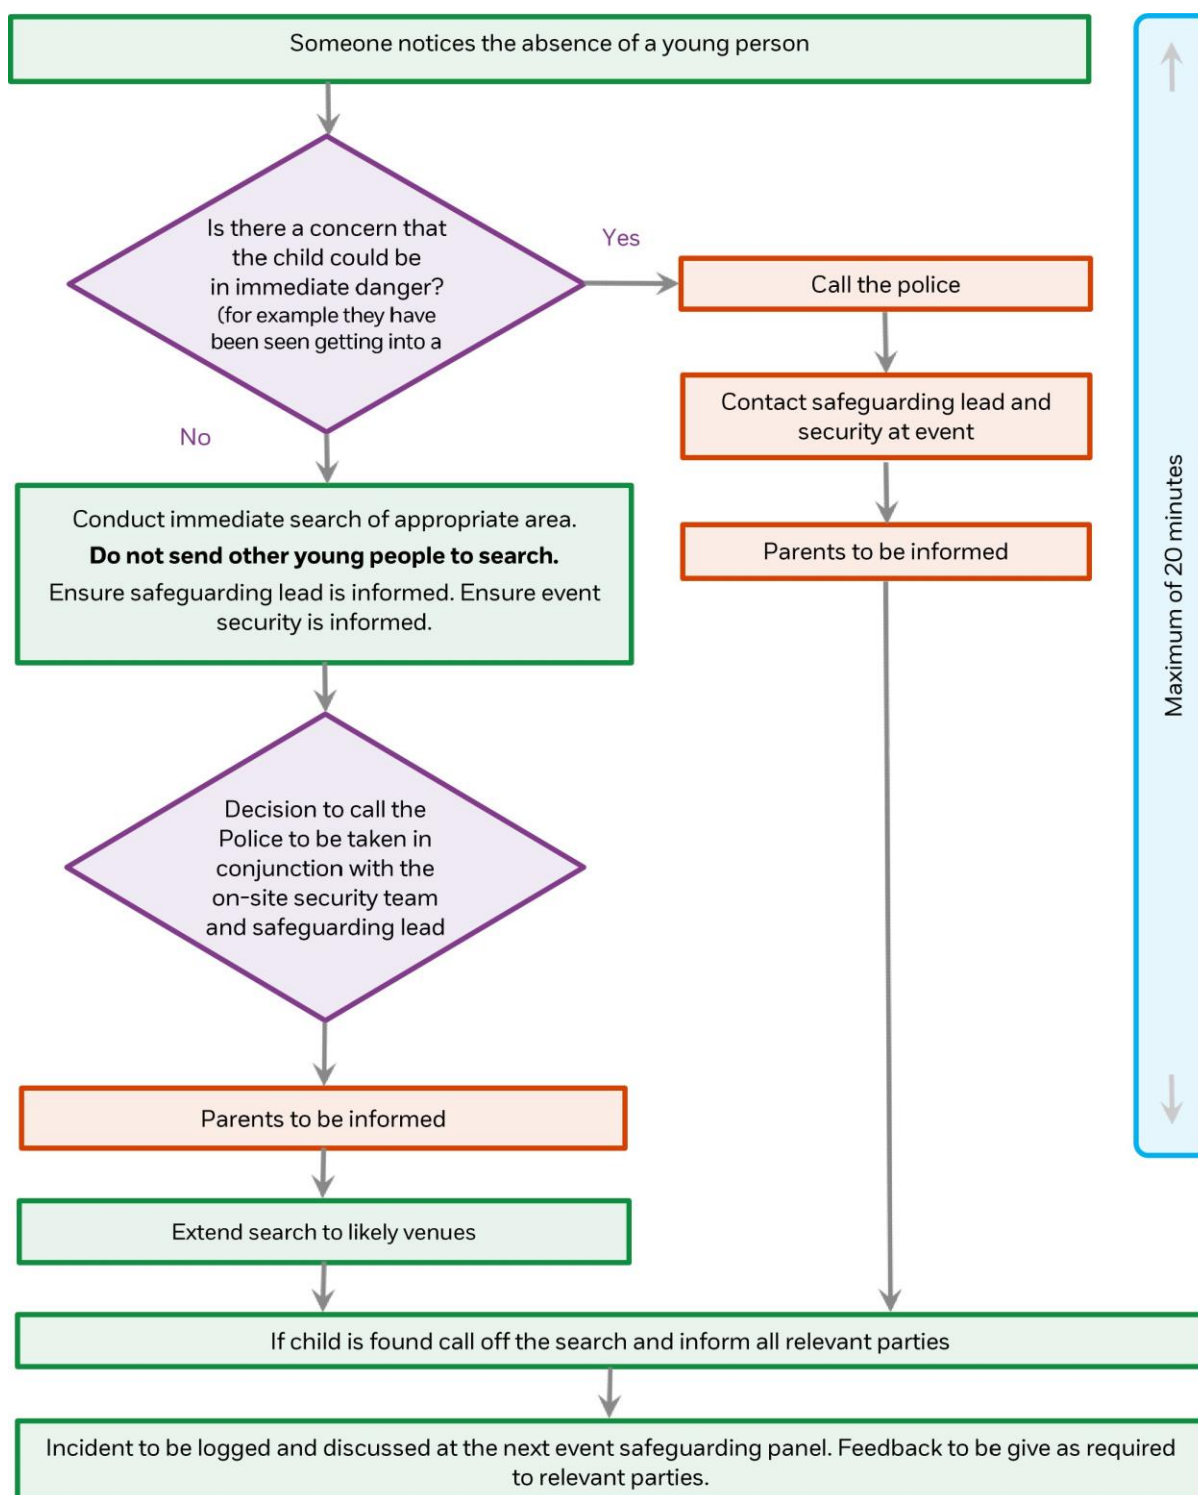 Someone notices the absence of a young person
Is there a concern that
the child could be
in immediate danger?
(for example they have
been seen getting into a
Yes
Call the police
Contact safeguarding lead and
security at event
Parents to be informed
No
Conduct immediate search of appropriate area.
Do not send other young people to search.
Ensure safeguarding lead is informed. Ensure event
security is informed.
Decision to call the
Police to be taken in
conjunction with the
on-site security team
and safeguarding lead
Parents to be informed
Extend search to likely venues
If child is found call off the search and inform all relevant parties
Incident to be logged and discussed at the next event safeguarding panel. Feedback to be give as required
to relevant parties.
Maximum of 20 minutes